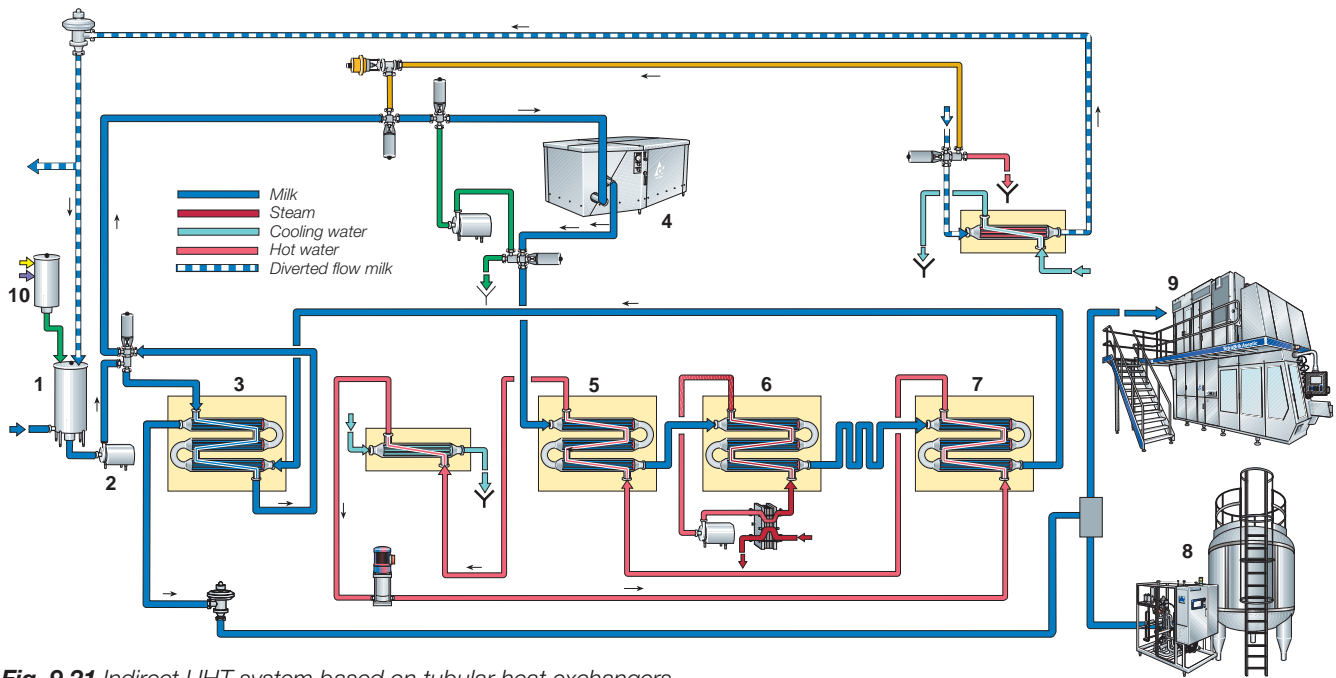 4
Milk
Steam
Cooling water
Hot water
Diverted flow milk
9
10
1
2
3
5
6
7
8
Fig. 9.21 Indirect UHT system based on tubular heat exchangers